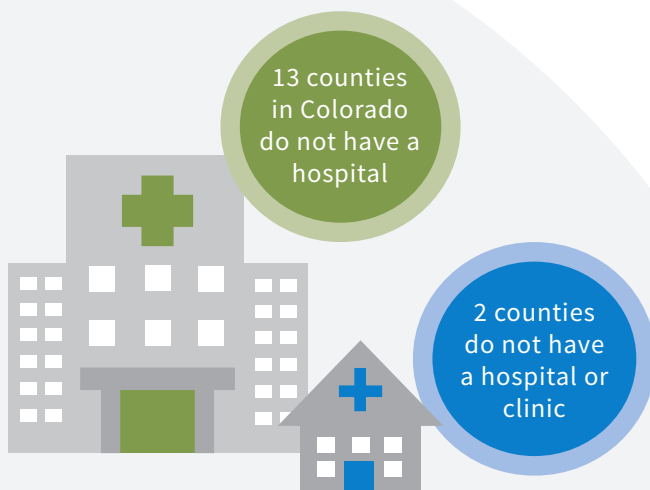 13 counties
in Colorado
do not have a
hospital
2 counties
do not have
a hospital or
clinic